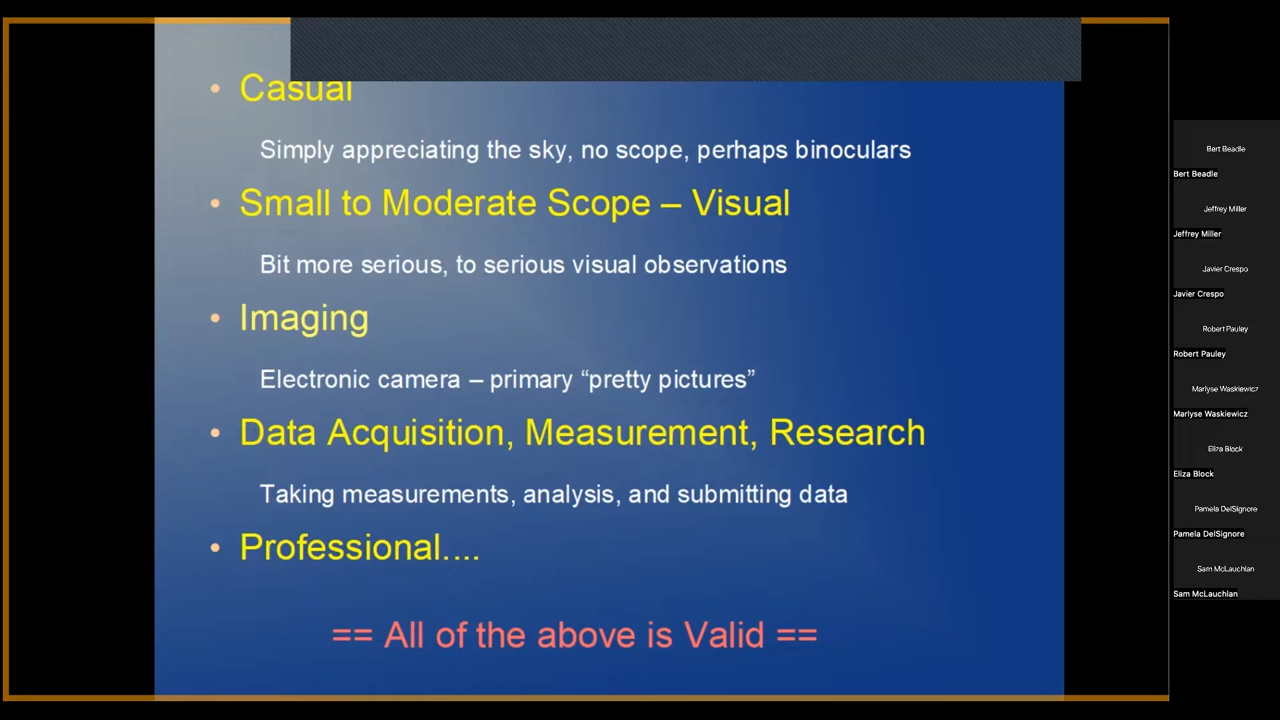 • Casual
Simply appreciating the sky, no scope, perhaps binoculars
• Small to Moderate Scope – Visual
Bit more serious, to serious visual observations
• Imaging
Electronic camera – primary “pretty pictures”
• Data Acquisition, Measurement, Research
Taking measurements, analysis, and submitting data
• Professional....
== All of the above is Valid ==
Bert Beadle
Bert Beadle
Jeffrey Miller
Jeffrey Miller
Javier Crespo
Javier Crespo
Robert Pauley
Robert Pauley
Marlyse Waskiewicz
Marlyse Waskiewicz
Eliza Block
Eliza Block
Pamela DelSignore
Pamela DelSignore
Sam McLauchlan
Sam McLauchlan